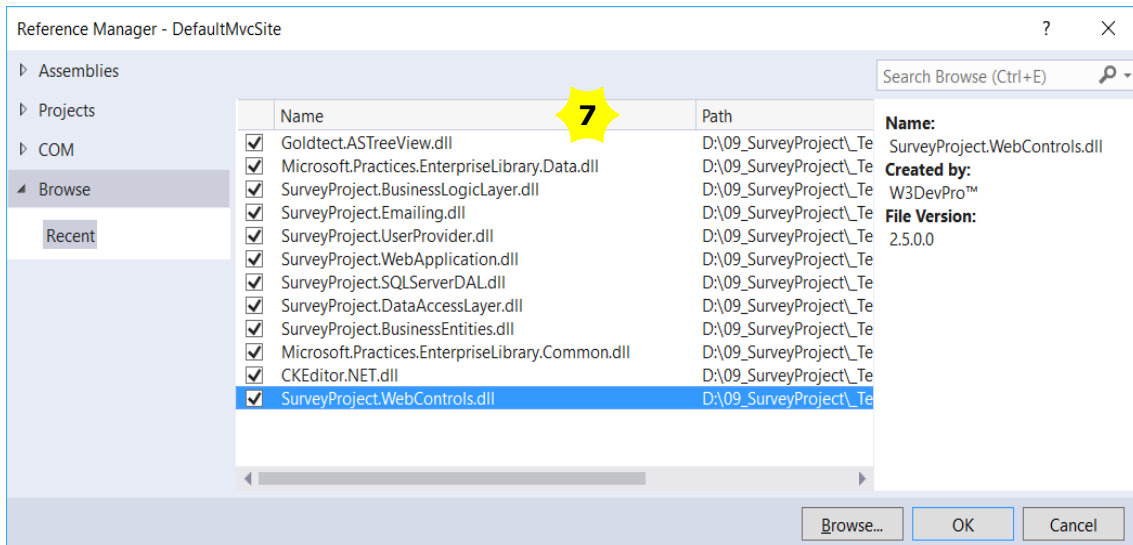 Reference Manager - DefaultMvcSite ?
Assemblies
Projects
COM
Browse
Recent
Search Browse (Ctrl+E)
Name 7 Path
Goldtect.ASTreeView.dll D:\09_SurveyProject\_Te
Microsoft.Practices.EnterpriseLibrary.Data.dll D:\09_SurveyProject\_Te
SurveyProject.BusinessLogicLayer.dll D:\09_SurveyProject\_Te
SurveyProject.Emailing.dll D:\09_SurveyProject\_Te
SurveyProject.UserProvider.dll D:\09_SurveyProject\_Te
SurveyProject.WebApplication.dll D:\09_SurveyProject\_Te
SurveyProject.SQLServerDAL.dll D:\09_SurveyProject\_Te
SurveyProject.DataAccessLayer.dll D:\09_SurveyProject\_Te
SurveyProject.BusinessEntities.dll D:\09_SurveyProject\_Te
Microsoft.Practices.EnterpriseLibrary.Common.dll D:\09_SurveyProject\_Te
CKEditor.NET.dll D:\09_SurveyProject\_Te
SurveyProject.WebControls.dll D:\09_SurveyProject\_Te
Name:
SurveyProject.WebControls.dll
Created by:
W3DevPro™
File Version:
2.5.0.0
Browse... OK Cancel